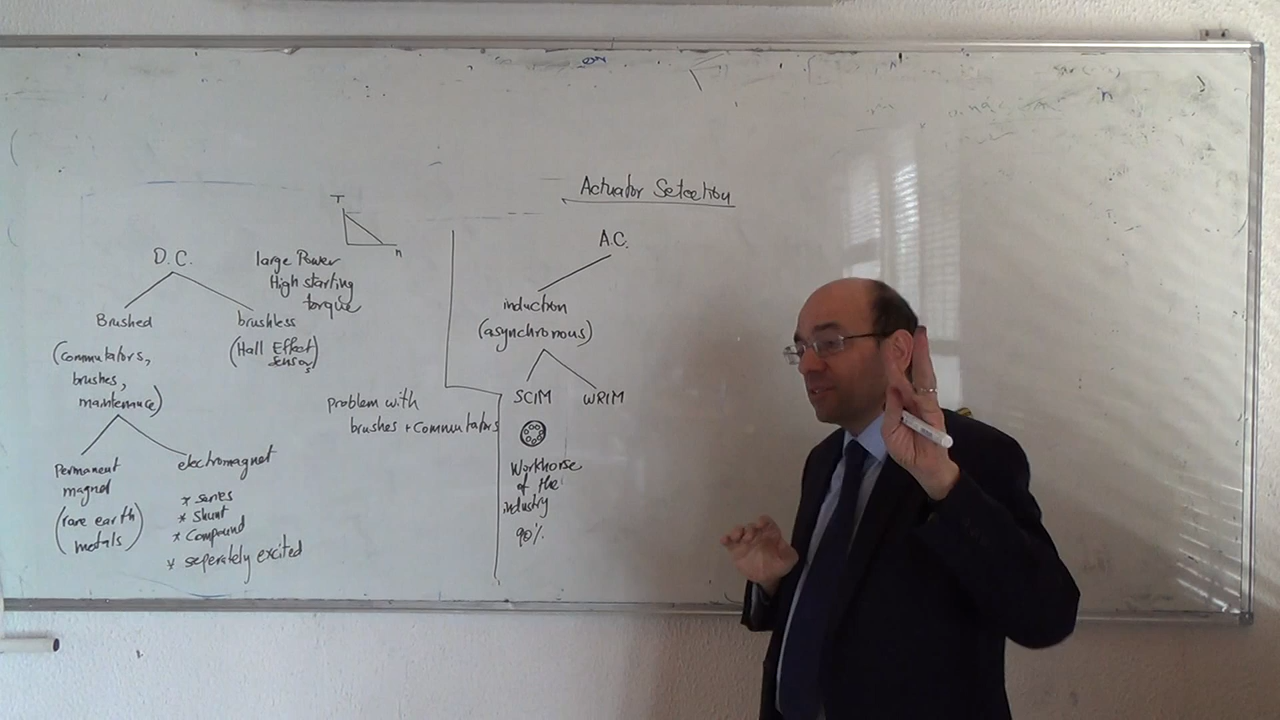 Actuator Selection
T
n
D.C.
large Power
High starting
torque
Brushed
brushless
(Commutators,
brushes,
maintenance)
(Hall Effect
sensors)
Permanent
magnet
(rare earth
metals)
electromagnet
* series
* Shunt
* Compound
* seperately excited
problem with
brushes + Commutators
A.C.
induction
(asynchronous)
SCIM
WRIM
Workhorse
of the
industry
90%